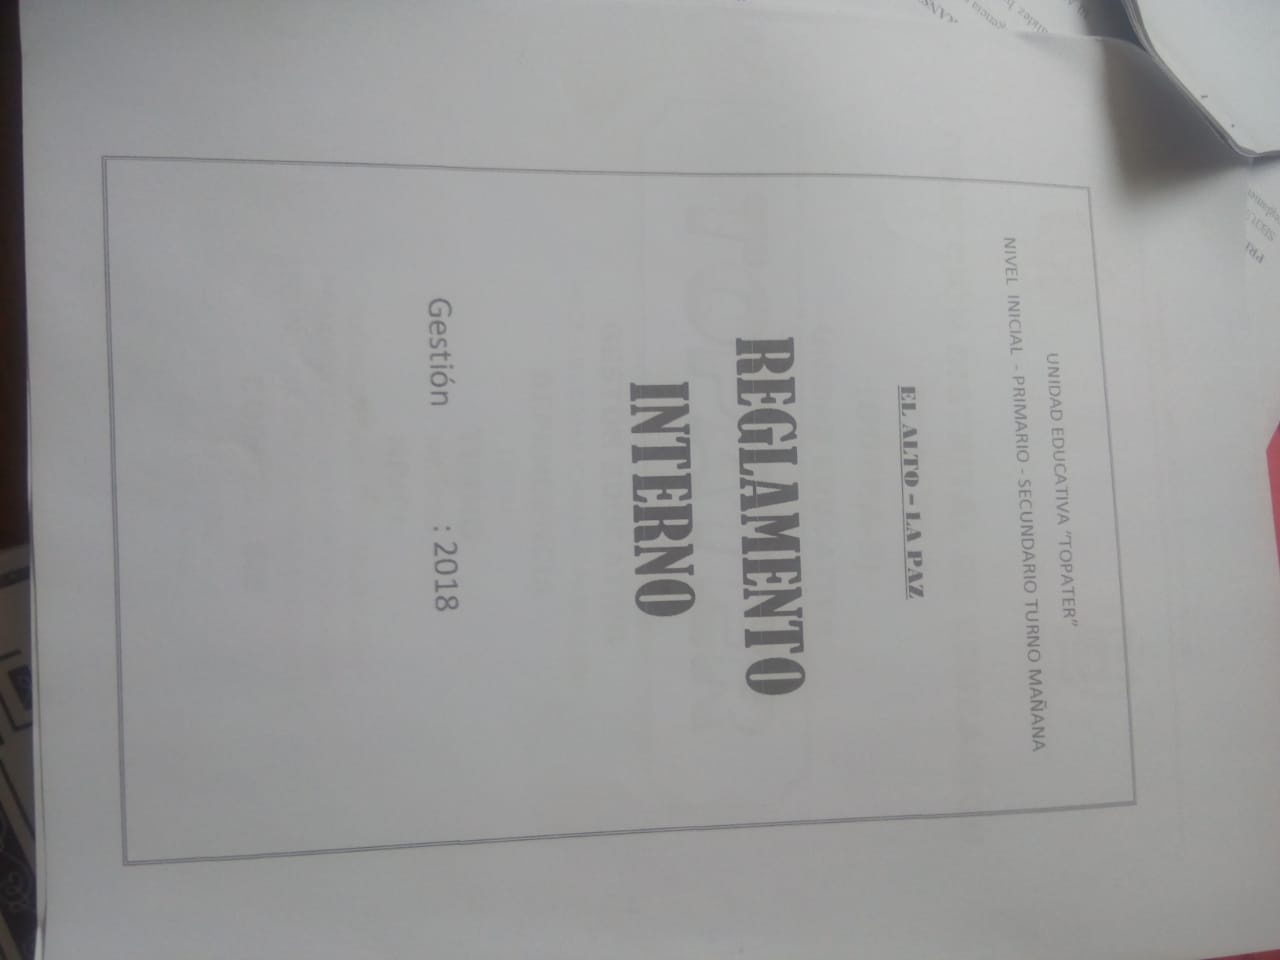 UNIDAD EDUCATIVA "TOPATER"
NIVEL INICIAL - PRIMARIO - SECUNDARIO TURNO MAÑANA
EL ALTO – LA PAZ
REGLAMENTO
INTERNO
Gestión : 2018